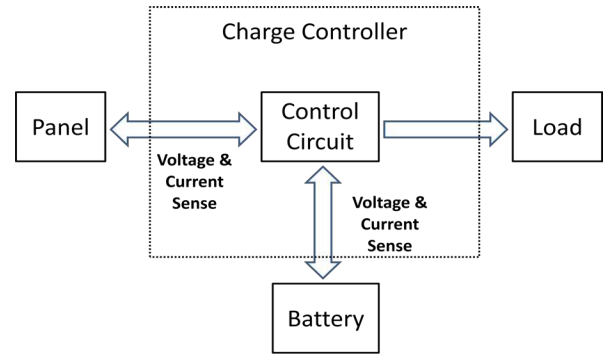 Charge Controller
Panel
Control
Circuit
Load
Voltage &
Current
Sense
Voltage &
Current
Sense
Battery